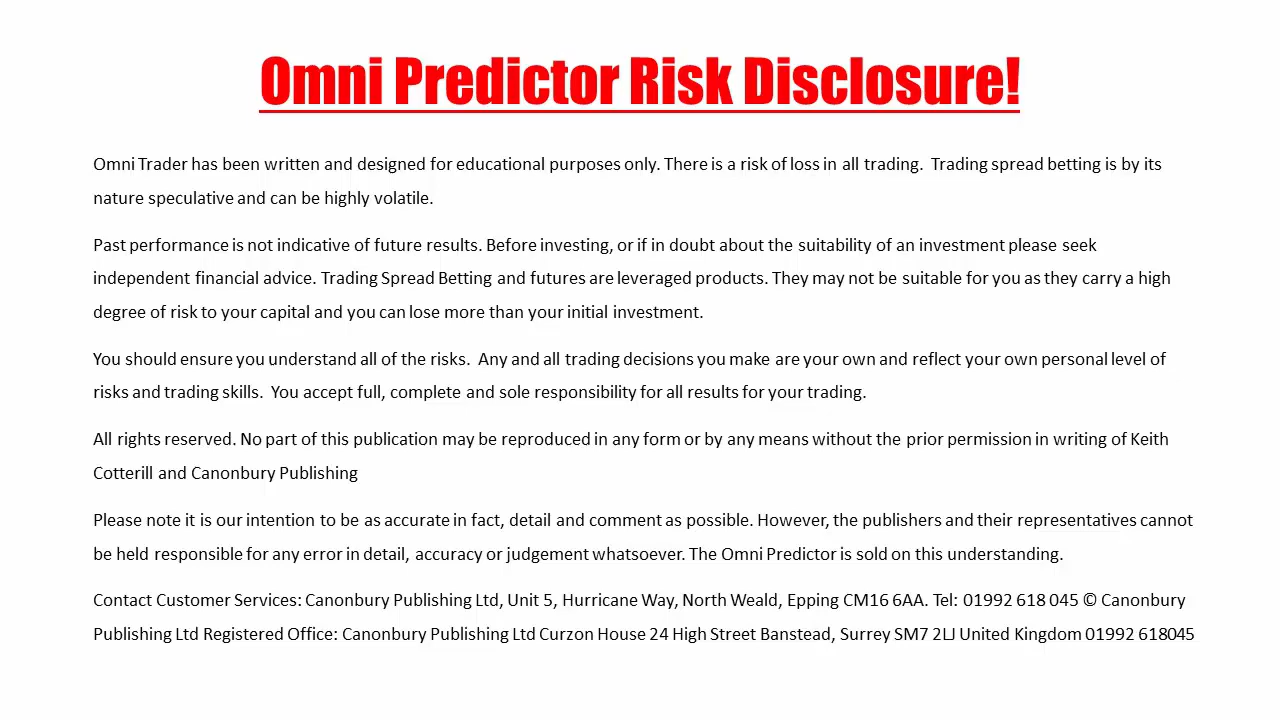 Omni Predictor Risk Disclosure!
Omni Trader has been written and designed for educational purposes only. There is a risk of loss in all trading.  Trading spread betting is by its
nature speculative and can be highly volatile.
Past performance is not indicative of future results. Before investing, or if in doubt about the suitability of an investment please seek
independent financial advice. Trading Spread Betting and futures are leveraged products. They may not be suitable for you as they carry a high
degree of risk to your capital and you can lose more than your initial investment.
You should ensure you understand all of the risks.  Any and all trading decisions you make are your own and reflect your own personal level of
risks and trading skills.  You accept full, complete and sole responsibility for all results for your trading.
All rights reserved. No part of this publication may be reproduced in any form or by any means without the prior permission in writing of Keith
Cotterill and Canonbury Publishing
Please note it is our intention to be as accurate in fact, detail and comment as possible. However, the publishers and their representatives cannot
be held responsible for any error in detail, accuracy or judgement whatsoever. The Omni Predictor is sold on this understanding.
Contact Customer Services: Canonbury Publishing Ltd, Unit 5, Hurricane Way, North Weald, Epping CM16 6AA. Tel: 01992 618 045 © Canonbury
Publishing Ltd Registered Office: Canonbury Publishing Ltd Curzon House 24 High Street Banstead, Surrey SM7 2LJ United Kingdom 01992 618045